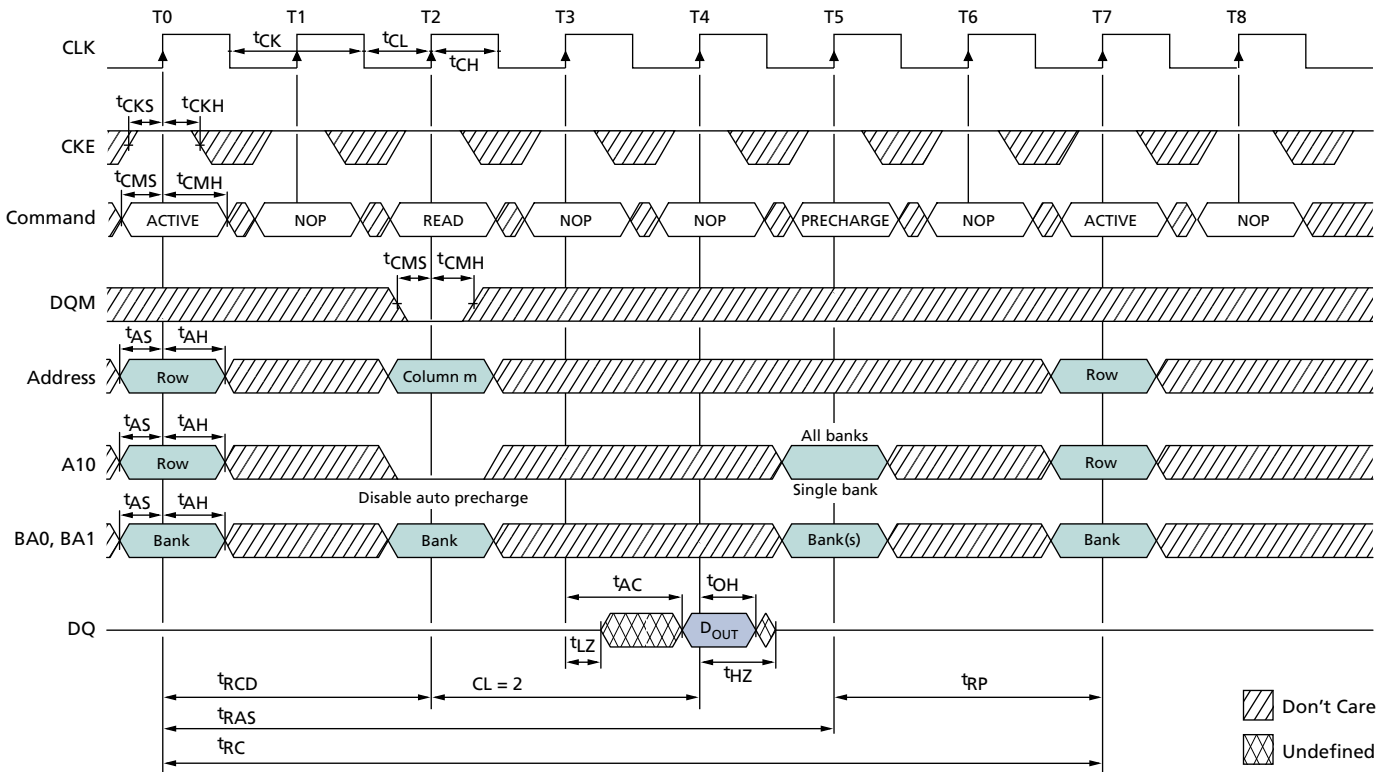 T0 T1 T2 T3 T4 T5 T6 T7 T8
CLK
tCK tCL
tCH
tCKS tCKH
CKE
tCMS tCMH
Command ACTIVE NOP READ NOP NOP PRECHARGE NOP ACTIVE NOP
tCMS tCMH
DQM
tAS tAH
Address Row Column m Row
tAS tAH
All banks
A10 Row Row
Disable auto precharge Single bank
tAS tAH
BA0, BA1 Bank Bank Bank(s) Bank
tAC tOH
DQ DOUT
tLZ
tHZ
tRCD CL = 2 tRP
tRAS
tRC
Don't Care
Undefined